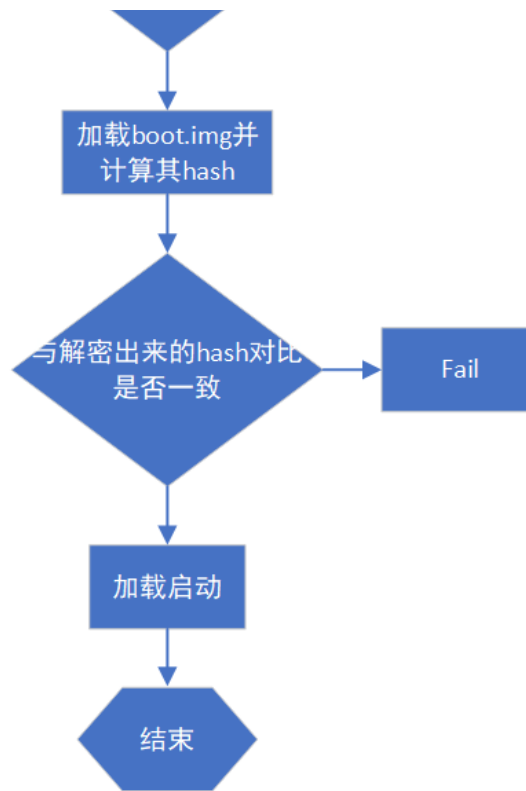 加载boot.img并
计算其hash
与解密出来的hash对比
是否一致
Fail
加载启动
结束